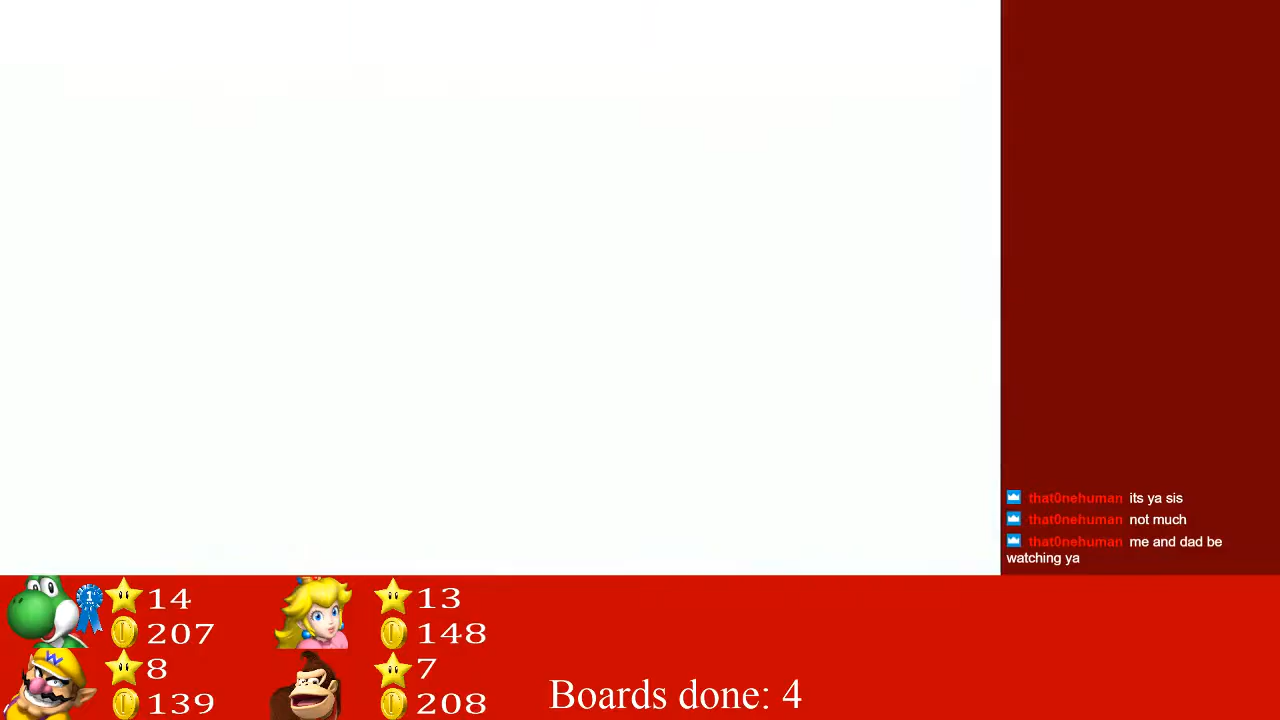 that0nehuman its ya sis
that0nehuman not much
that0nehuman me and dad be
watching ya
1 14 13
207 148
W 8 7
139 208
Boards done: 4